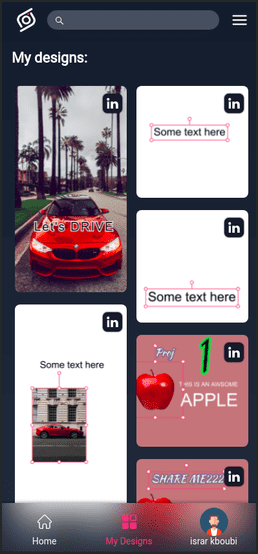 My designs:
in
Let's DRIVE
in
Some text here
in
Some text here
in
Some text here
in
Proj
1
THIS IS AN AWSOME
APPLE
in
SHARE ME222
Home
My Designs
israr kboubi